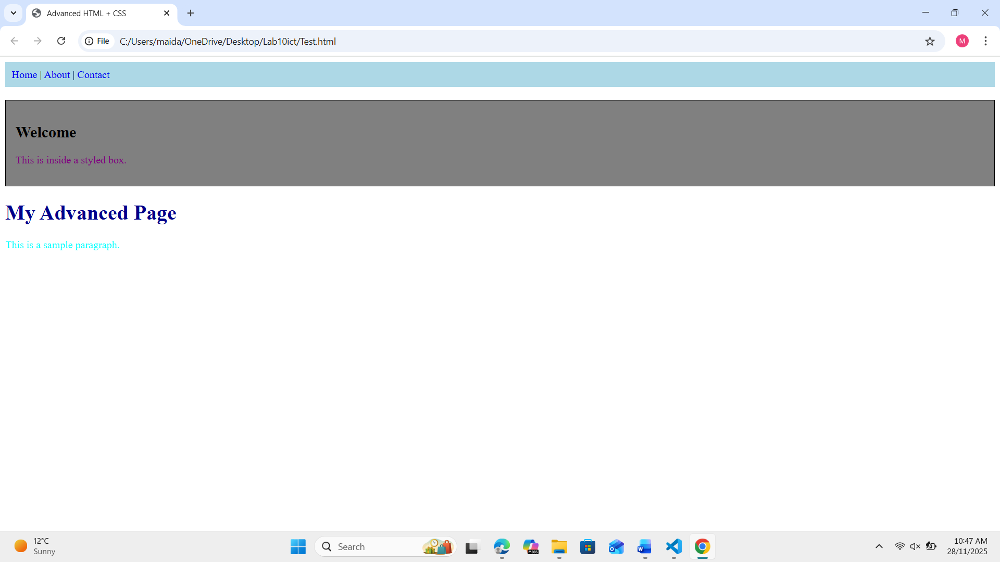 Advanced HTML + CSS
File C:/Users/maida/OneDrive/Desktop/Lab10ict/Test.html
M
Home | About | Contact
Welcome
This is inside a styled box.
My Advanced Page
This is a sample paragraph.
12°C
Sunny
Search
M365
O
W
10:47 AM
28/11/2025